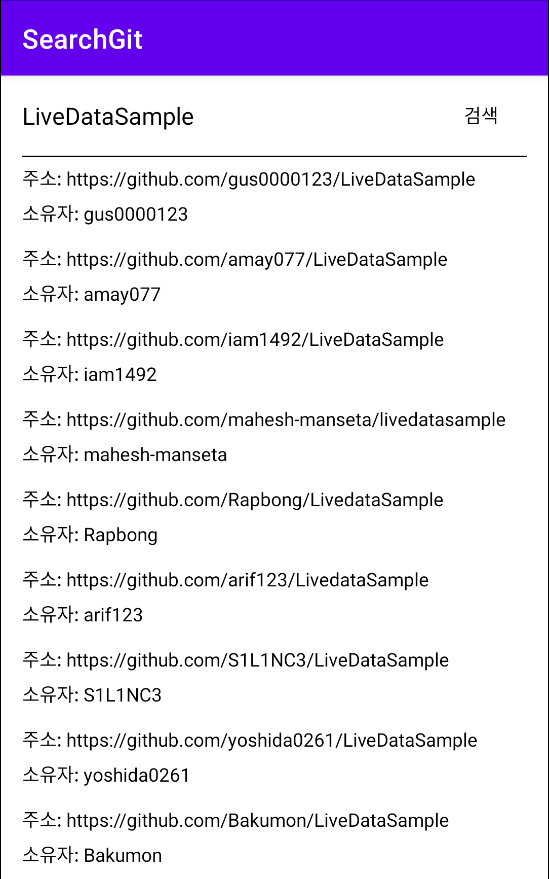 SearchGit
LiveDataSample 검색
주소: https://github.com/gus0000123/LiveDataSample
소유자: gus0000123
주소: https://github.com/amay077/LiveDataSample
소유자: amay077
주소: https://github.com/iam1492/LiveDataSample
소유자: iam1492
주소: https://github.com/mahesh-manseta/livedatasample
소유자: mahesh-manseta
주소: https://github.com/Rapbong/LivedataSample
소유자: Rapbong
주소: https://github.com/arif123/LivedataSample
소유자: arif123
주소: https://github.com/S1L1NC3/LiveDataSample
소유자: S1L1NC3
주소: https://github.com/yoshida0261/LiveDataSample
소유자: yoshida0261
주소: https://github.com/Bakumon/LiveDataSample
소유자: Bakumon